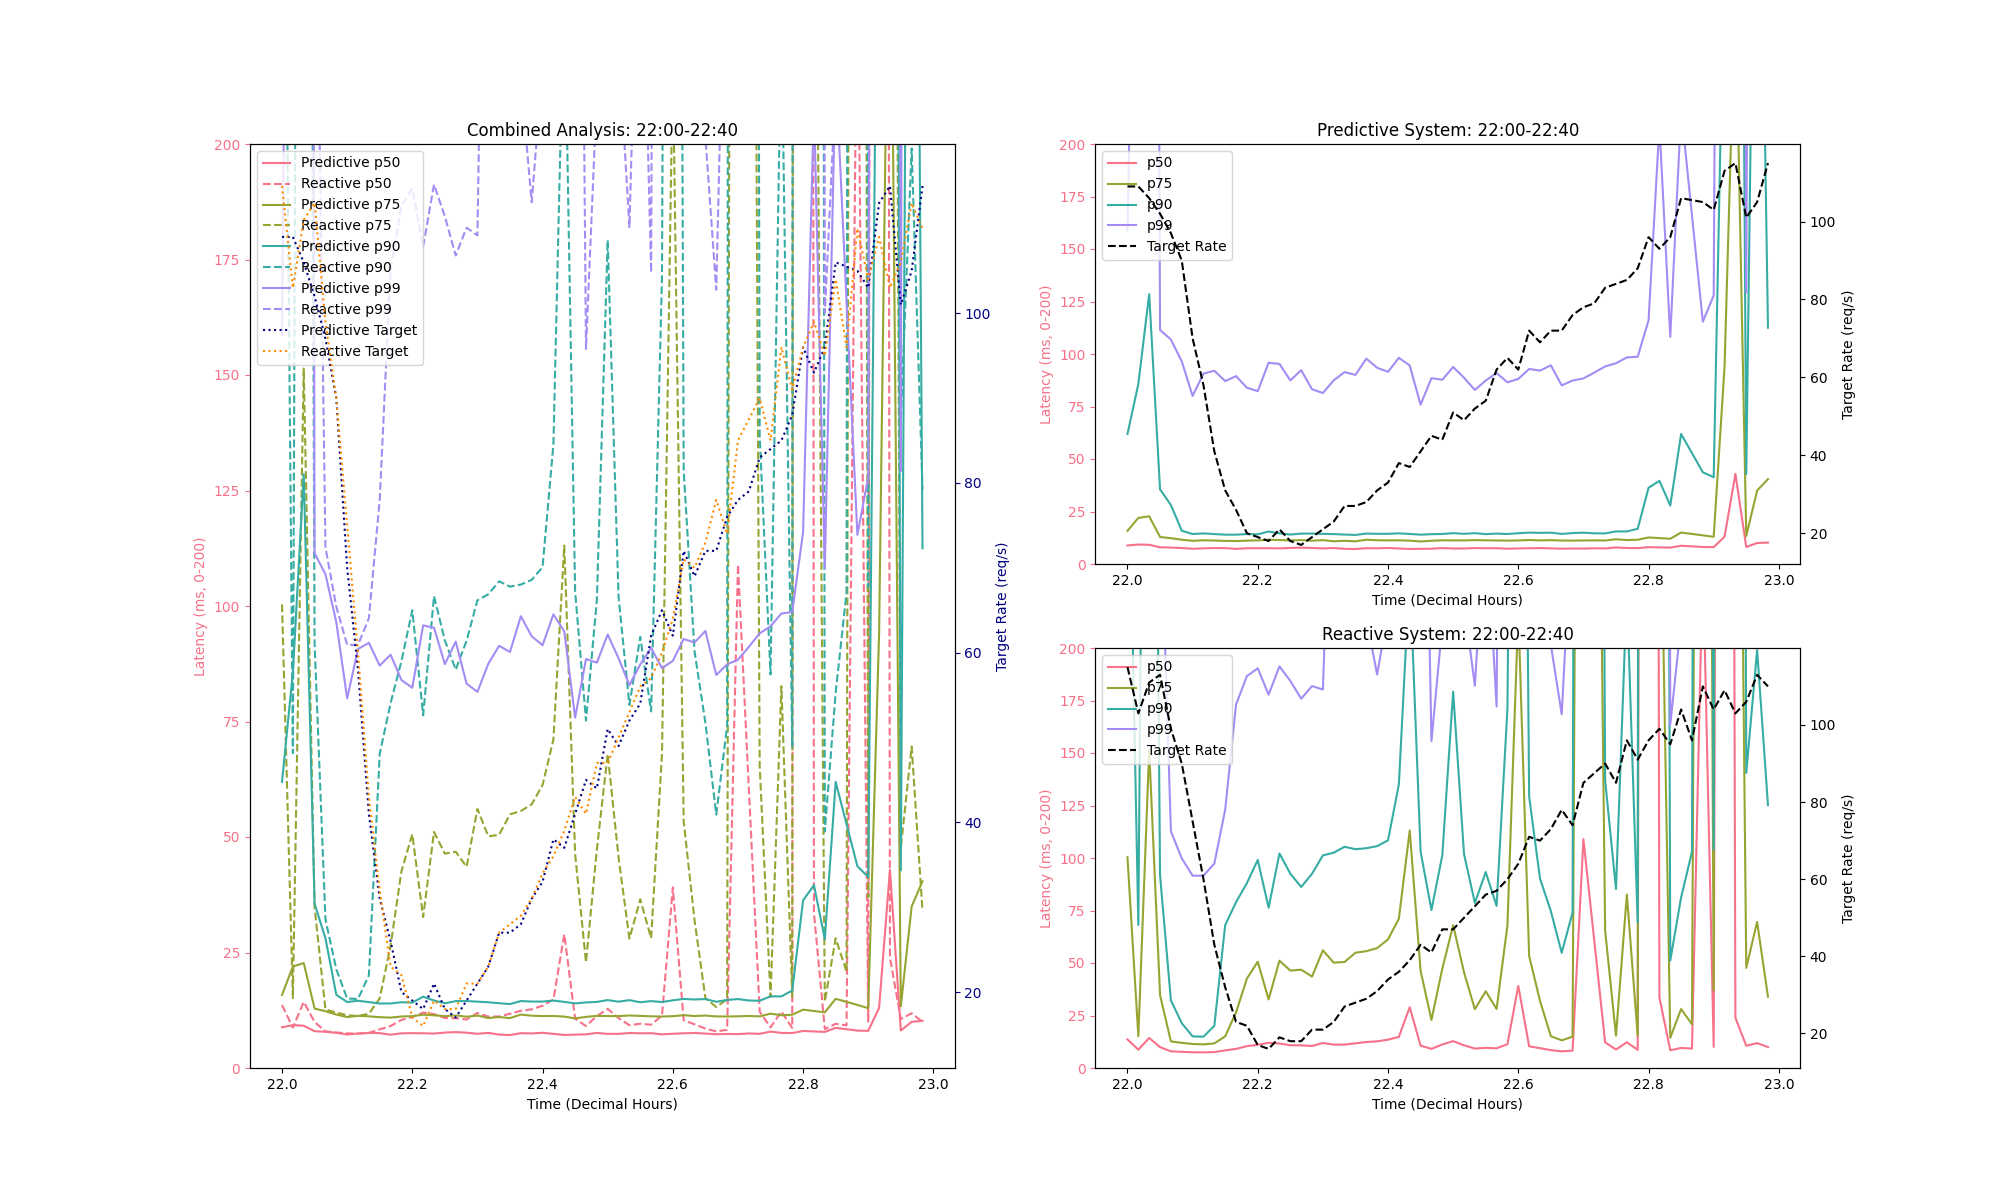 Combined Analysis: 22:00-22:40
200
175
150
125
100
75
50
25
0
Latency (ms, 0-200)
Predictive p50
Reactive p50
Predictive p75
Reactive p75
Predictive p90
Reactive p90
Predictive p99
Reactive p99
Predictive Target
Reactive Target
100
80
60
40
20
Target Rate (req/s)
22.0 22.2 22.4 22.6 22.8 23.0
Time (Decimal Hours)
Predictive System: 22:00-22:40
200
175
150
125
100
75
50
25
0
Latency (ms, 0-200)
p50
p75
p90
p99
Target Rate
100
80
60
40
20
Target Rate (req/s)
22.0 22.2 22.4 22.6 22.8 23.0
Time (Decimal Hours)
Reactive System: 22:00-22:40
200
175
150
125
100
75
50
25
0
Latency (ms, 0-200)
p50
p75
p90
p99
Target Rate
100
80
60
40
20
Target Rate (req/s)
22.0 22.2 22.4 22.6 22.8 23.0
Time (Decimal Hours)